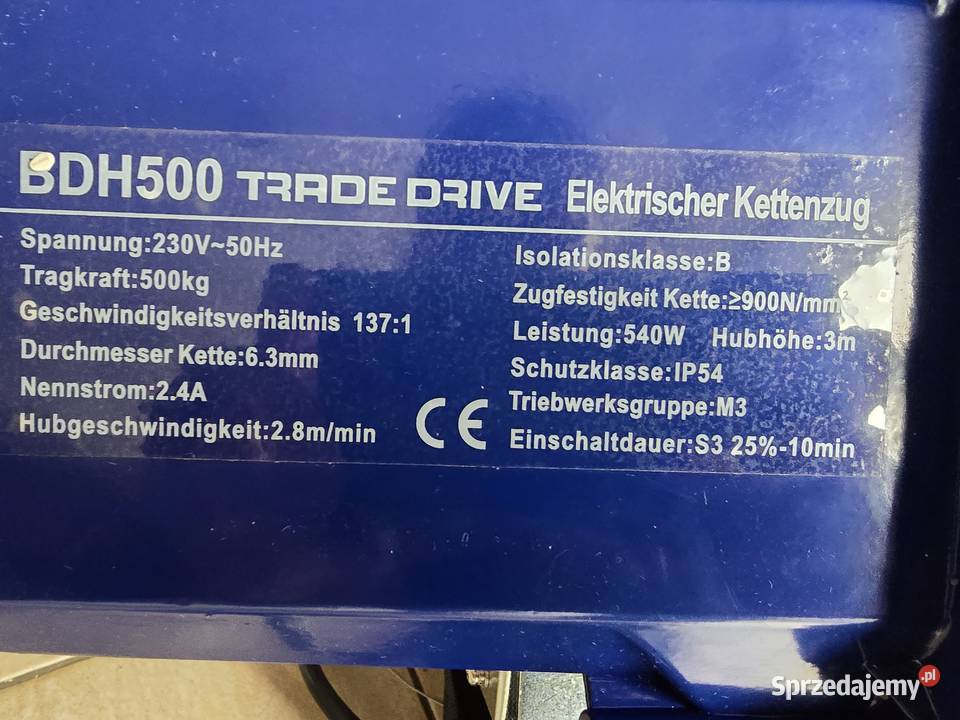 BDH500 TRADE DRIVE Elektrischer Kettenzug
Spannung:230V~50Hz
Tragkraft:500kg
Geschwindigkeitsverhältnis 137:1
Durchmesser Kette:6.3mm
Nennstrom:2.4A
Hubgeschwindigkeit:2.8m/min
CE
Isolationsklasse:B
Zugfestigkeit Kette:≥900N/mm²
Leistung:540W Hubhöhe:3m
Schutzklasse:IP54
Triebwerksgruppe:M3
Einschaltdauer:S3 25%-10min
Sprzedajemy.pl